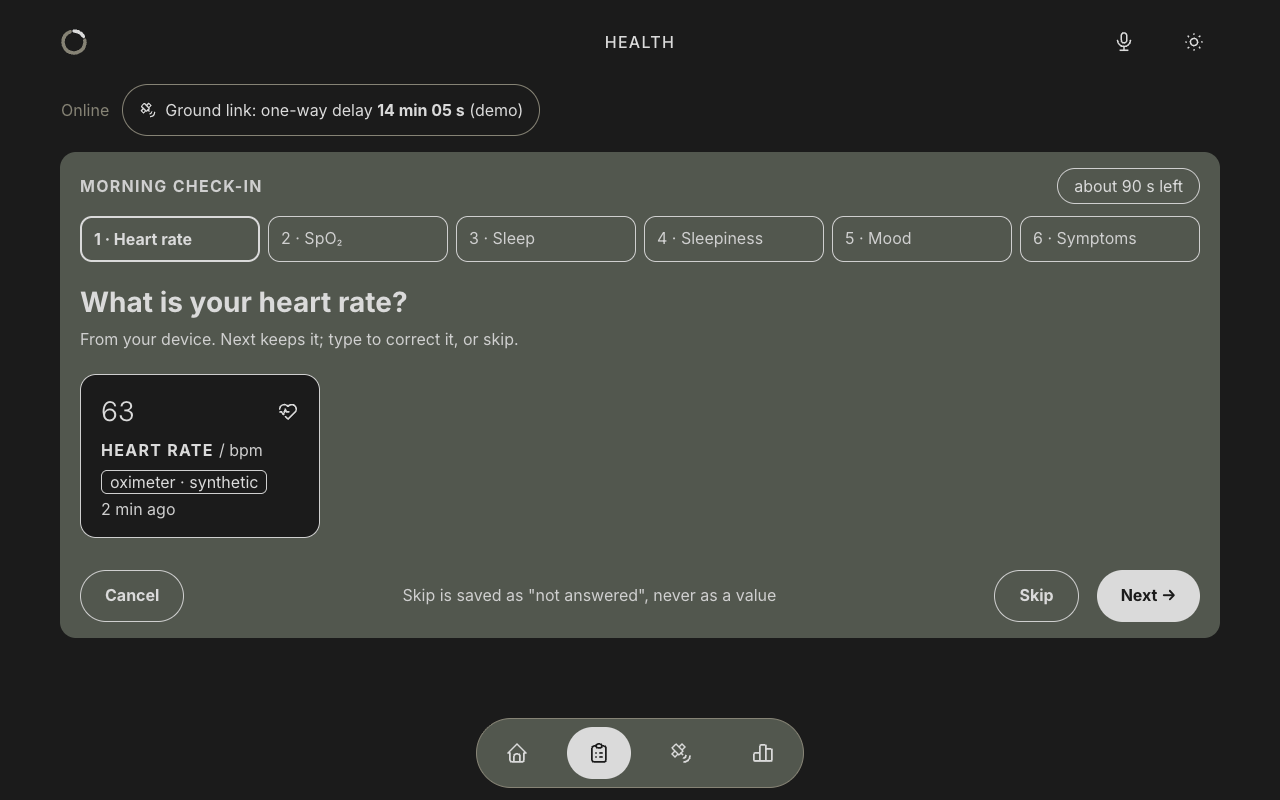 HEALTH
Online
Ground link: one-way delay 14 min 05 s (demo)
MORNING CHECK-IN
about 90 s left
1 · Heart rate
2 · SpO₂
3 · Sleep
4 · Sleepiness
5 · Mood
6 · Symptoms
What is your heart rate?
From your device. Next keeps it; type to correct it, or skip.
63
HEART RATE / bpm
oximeter · synthetic
2 min ago
Cancel
Skip is saved as "not answered", never as a value
Skip
Next →